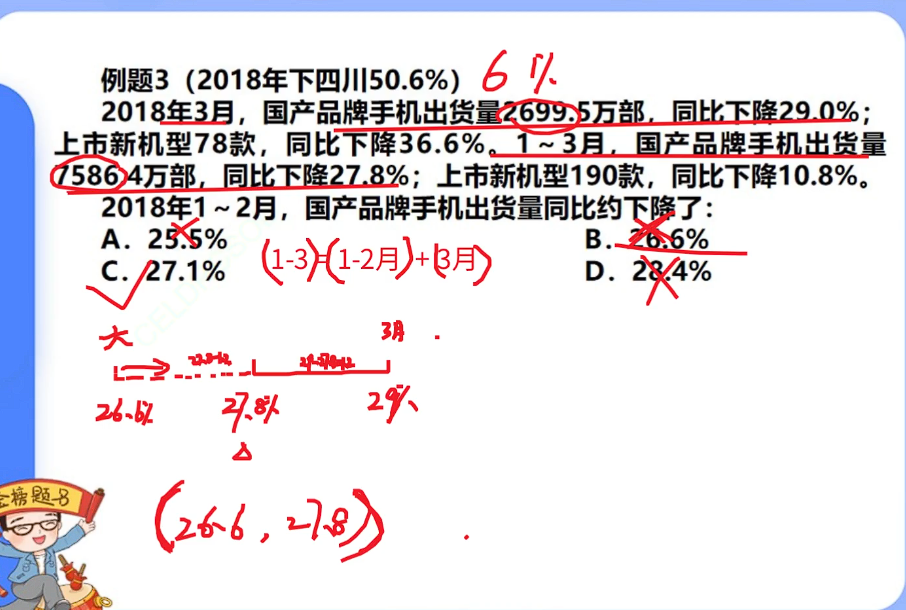 例题3（2018年下四川50.6%） 6 1%
2018年3月，国产品牌手机出货量2699.5万部，同比下降29.0%；
上市新机型78款，同比下降36.6%。1～3月，国产品牌手机出货量
7586.4万部，同比下降27.8%；上市新机型190款，同比下降10.8%。
2018年1～2月，国产品牌手机出货量同比约下降了：
A．25.5%
B．26.6%
C．27.1%
D．28.4%
(1-3)=(1-2月)+(3月)
大
3月
29-27.8=1.2
26.6%
27.8%
29%
(26.6，27.8)
金榜题